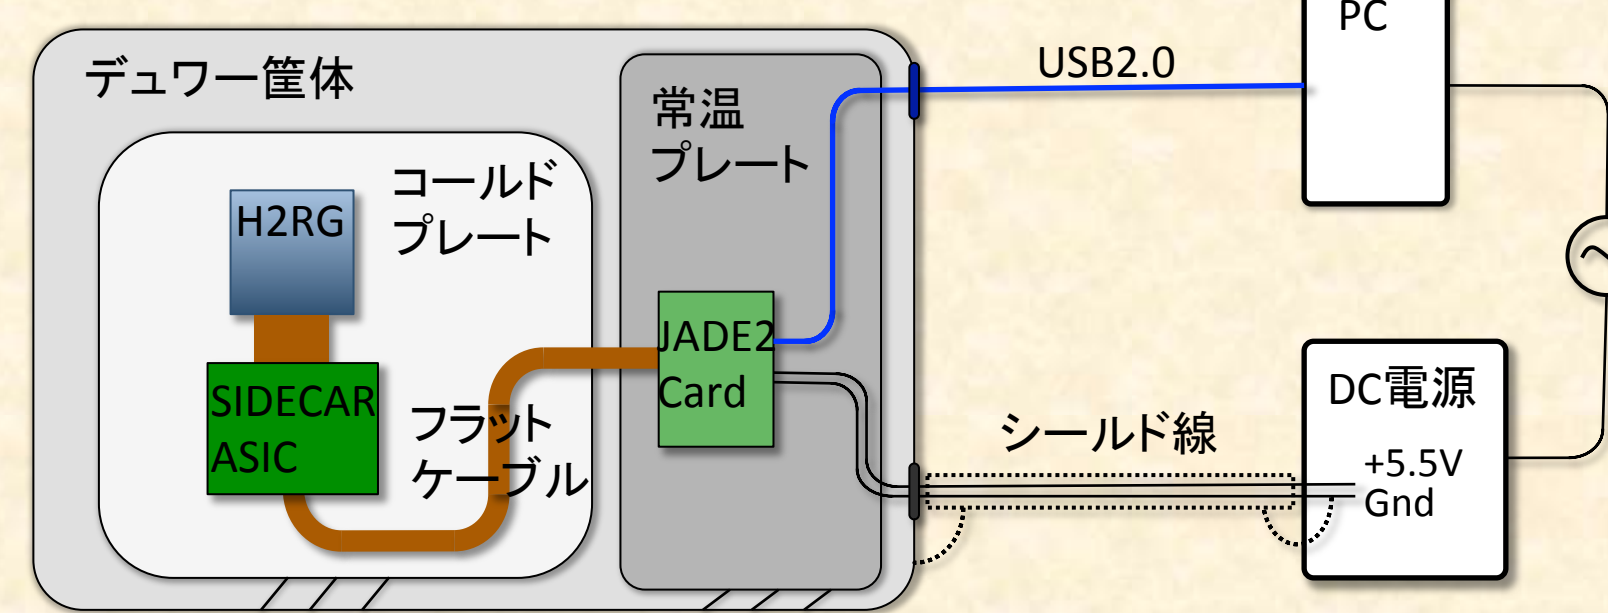 PC
USB2.0
デュワー筐体
常温
プレート
コールド
プレート
H2RG
JADE2
Card
SIDECAR
ASIC
フラット
ケーブル
シールド線
DC電源
+5.5V
Gnd